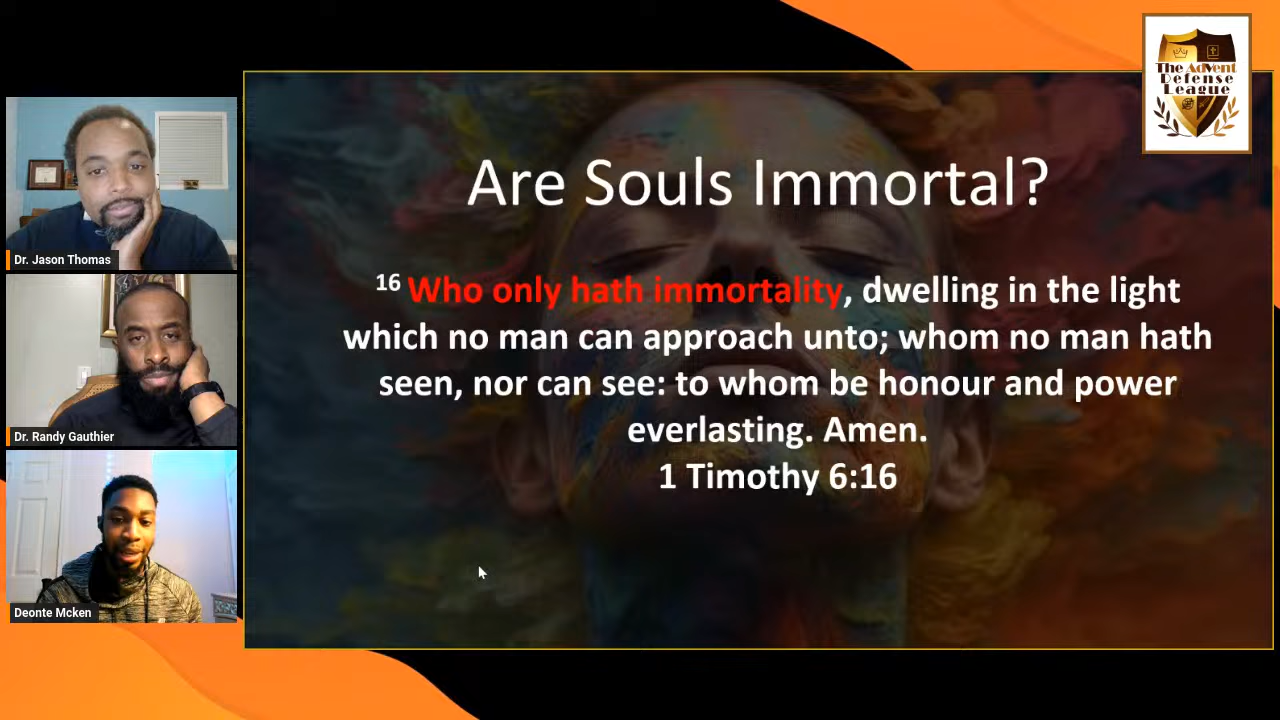 The Advent
Defense
League
Are Souls Immortal?
16 Who only hath immortality, dwelling in the light
which no man can approach unto; whom no man hath
seen, nor can see: to whom be honour and power
everlasting. Amen.
1 Timothy 6:16
Dr. Jason Thomas
Dr. Randy Gauthier
Deonte Mcken